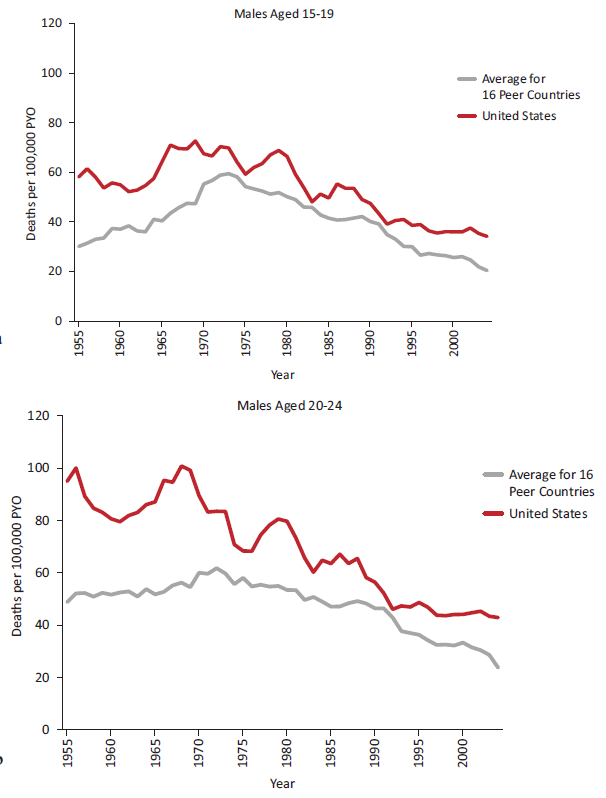 Males Aged 15-19
120
100
80
60
40
20
0
Deaths per 100,000 PYO
Average for
16 Peer Countries
United States
1955
1960
1965
1970
1975
1980
1985
1990
1995
2000
Year
Males Aged 20-24
120
100
80
60
40
20
0
Deaths per 100,000 PYO
Average for 16
Peer Countries
United States
1955
1960
1965
1970
1975
1980
1985
1990
1995
2000
Year